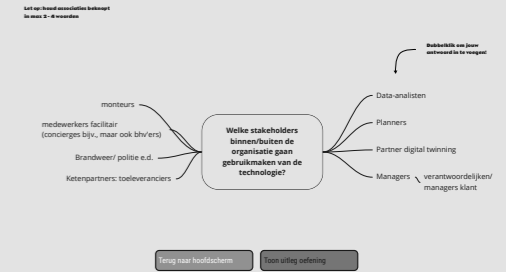 Let op: houd associaties beknopt
in max 2 - 4 woorden
Dubbelklik om jouw
antwoord in te voegen!
monteurs
medewerkers facilitair
(concierges bijv., maar ook bhv'ers)
Brandweer/ politie e.d.
Ketenpartners: toeleveranciers
Welke stakeholders
binnen/buiten de
organisatie gaan
gebruikmaken van de
technologie?
Data-analisten
Planners
Partner digital twinning
Managers
verantwoordelijken/
managers klant
Terug naar hoofdscherm
Toon uitleg oefening